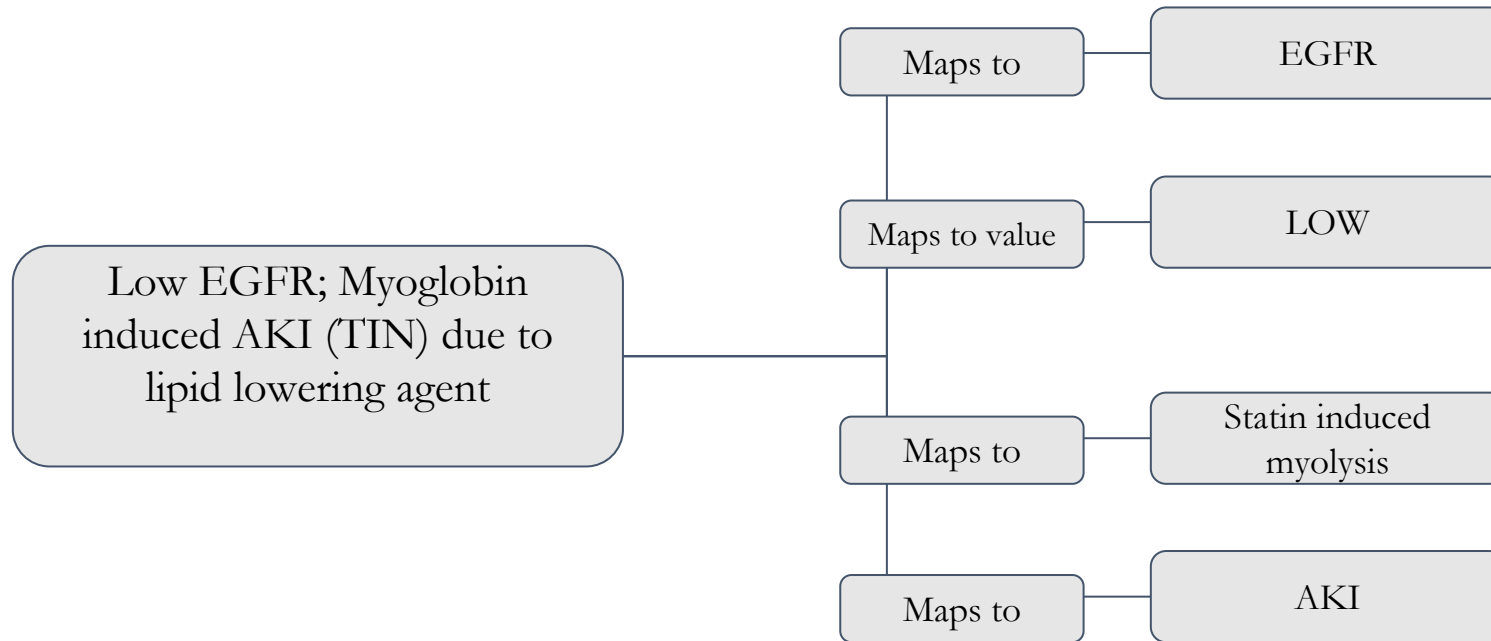 Low EGFR; Myoglobin
induced AKI (TIN) due to
lipid lowering agent
Maps to
EGFR
Maps to value
LOW
Maps to
Statin induced
myolysis
Maps to
AKI